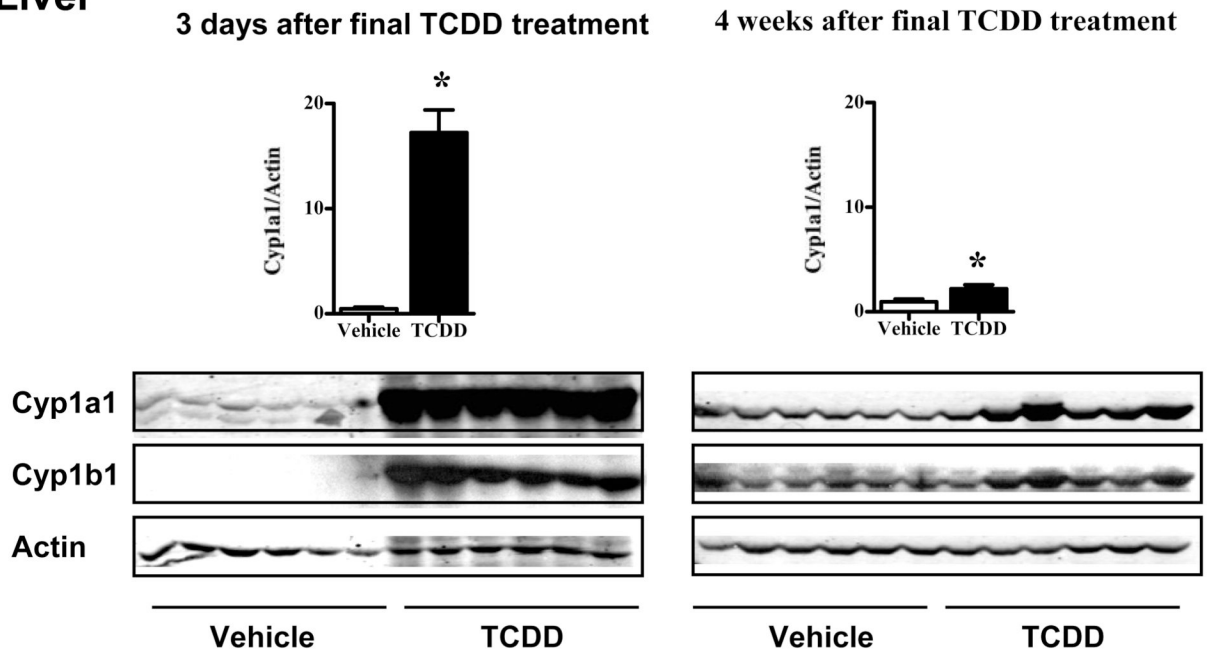 Liver
3 days after final TCDD treatment
4 weeks after final TCDD treatment
*
20
10
0
Cyp1a1/Actin
Vehicle TCDD
*
20
10
0
Cyp1a1/Actin
Vehicle TCDD
Cyp1a1
Cyp1b1
Actin
Vehicle
TCDD
Vehicle
TCDD